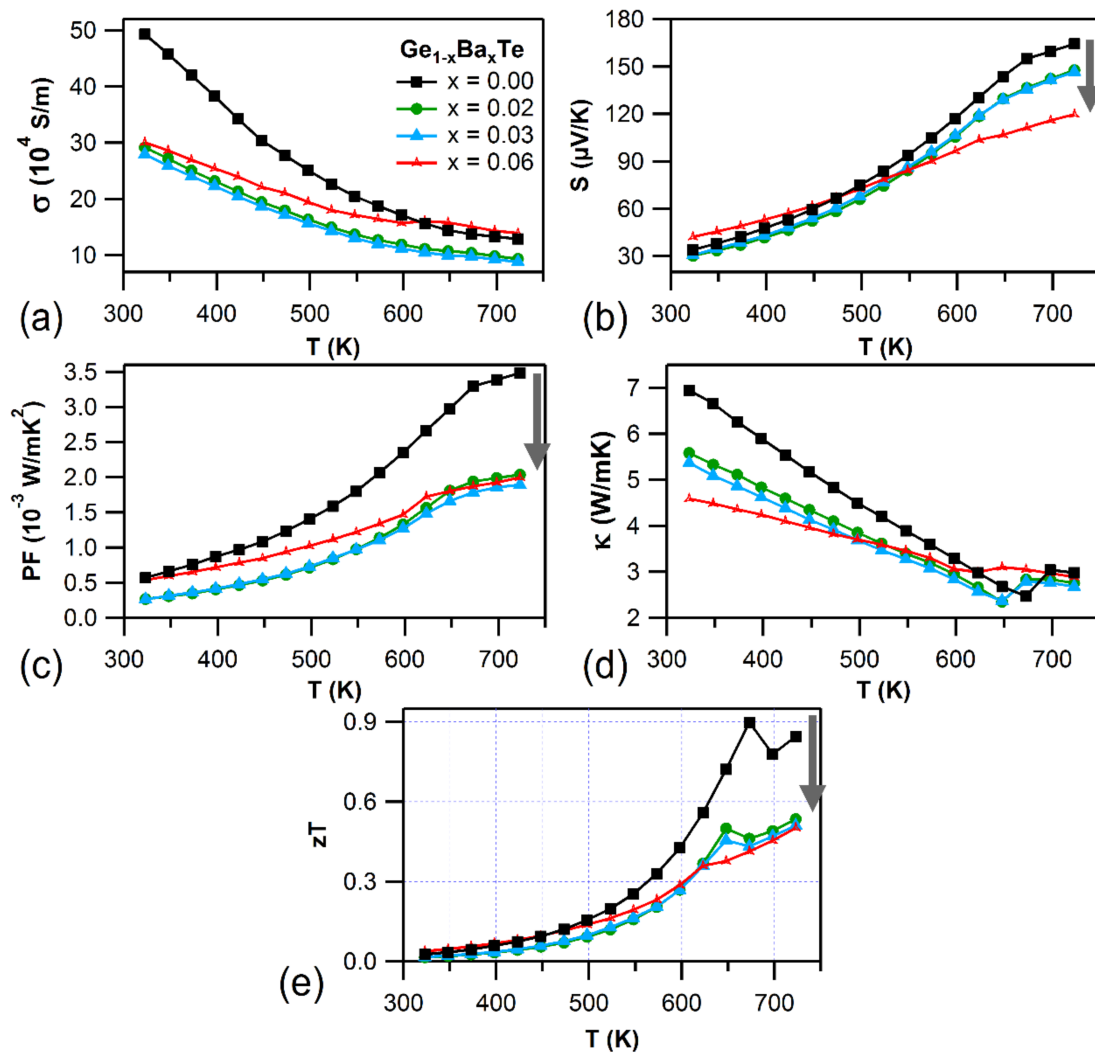 50
40
30
20
10
σ (10⁴ S/m)
Ge₁₋ₓBaₓTe
x = 0.00
x = 0.02
x = 0.03
x = 0.06
300 400 500 600 700
T (K)
(a)
180
150
120
90
60
30
S (µV/K)
300 400 500 600 700
T (K)
(b)
3.5
3.0
2.5
2.0
1.5
1.0
0.5
0.0
PF (10⁻³ W/mK²)
300 400 500 600 700
T (K)
(c)
7
6
5
4
3
2
κ (W/mK)
300 400 500 600 700
T (K)
(d)
0.9
0.6
0.3
0.0
zT
300 400 500 600 700
T (K)
(e)